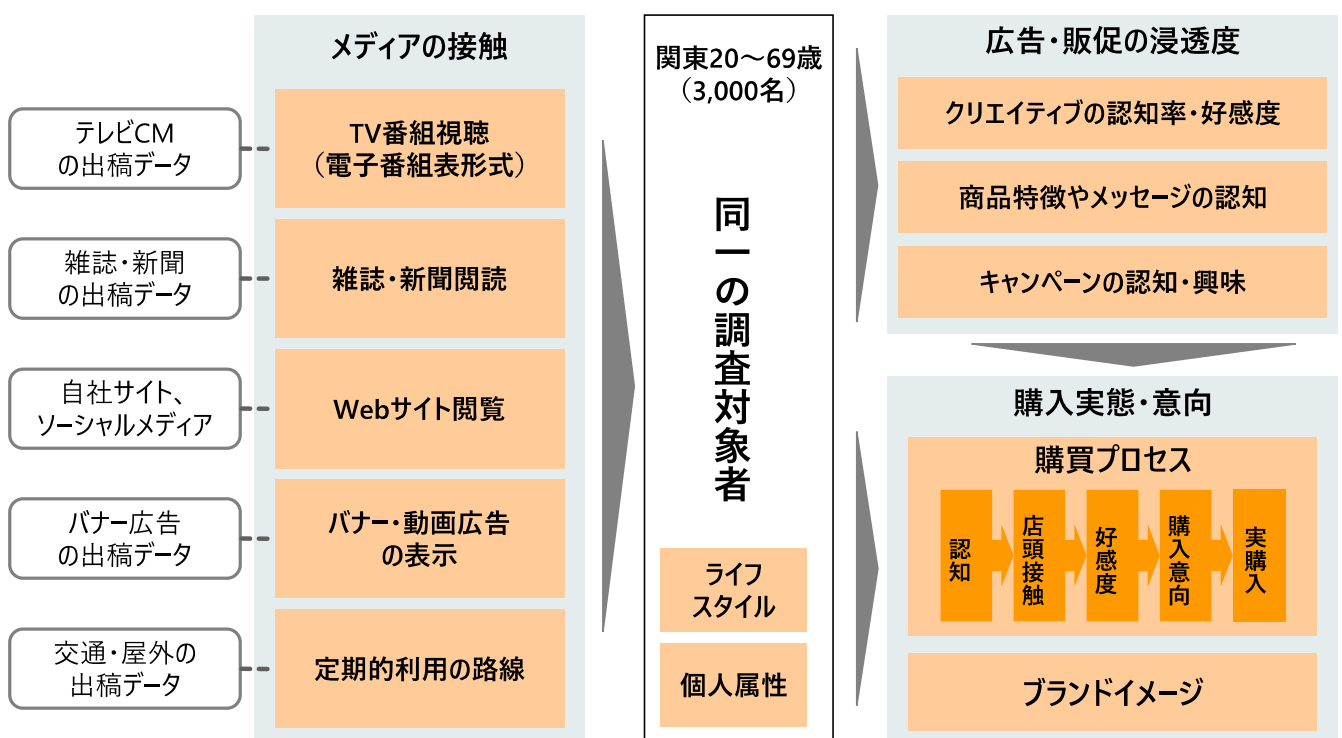 メディアの接触
テレビCM
の出稿データ
TV番組視聴
（電子番組表形式）
雑誌・新聞
の出稿データ
雑誌・新聞閲読
自社サイト、
ソーシャルメディア
Webサイト閲覧
バナー広告
の出稿データ
バナー・動画広告
の表示
交通・屋外の
出稿データ
定期的利用の路線
関東20～69歳
（3,000名）
同一の調査対象者
ライフ
スタイル
個人属性
広告・販促の浸透度
クリエイティブの認知率・好感度
商品特徴やメッセージの認知
キャンペーンの認知・興味
購入実態・意向
購買プロセス
認知
店頭接触
好感度
購入意向
実購入
ブランドイメージ